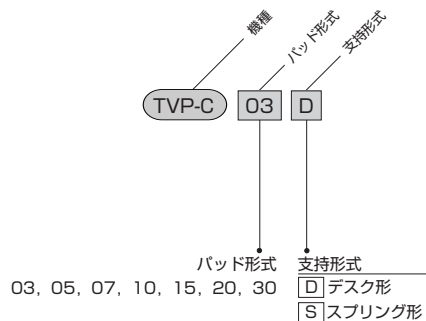 機種
パッド形式
支持形式
TVP-C 03 D
パッド形式
03, 05, 07, 10, 15, 20, 30
支持形式
D デスク形
S スプリング形